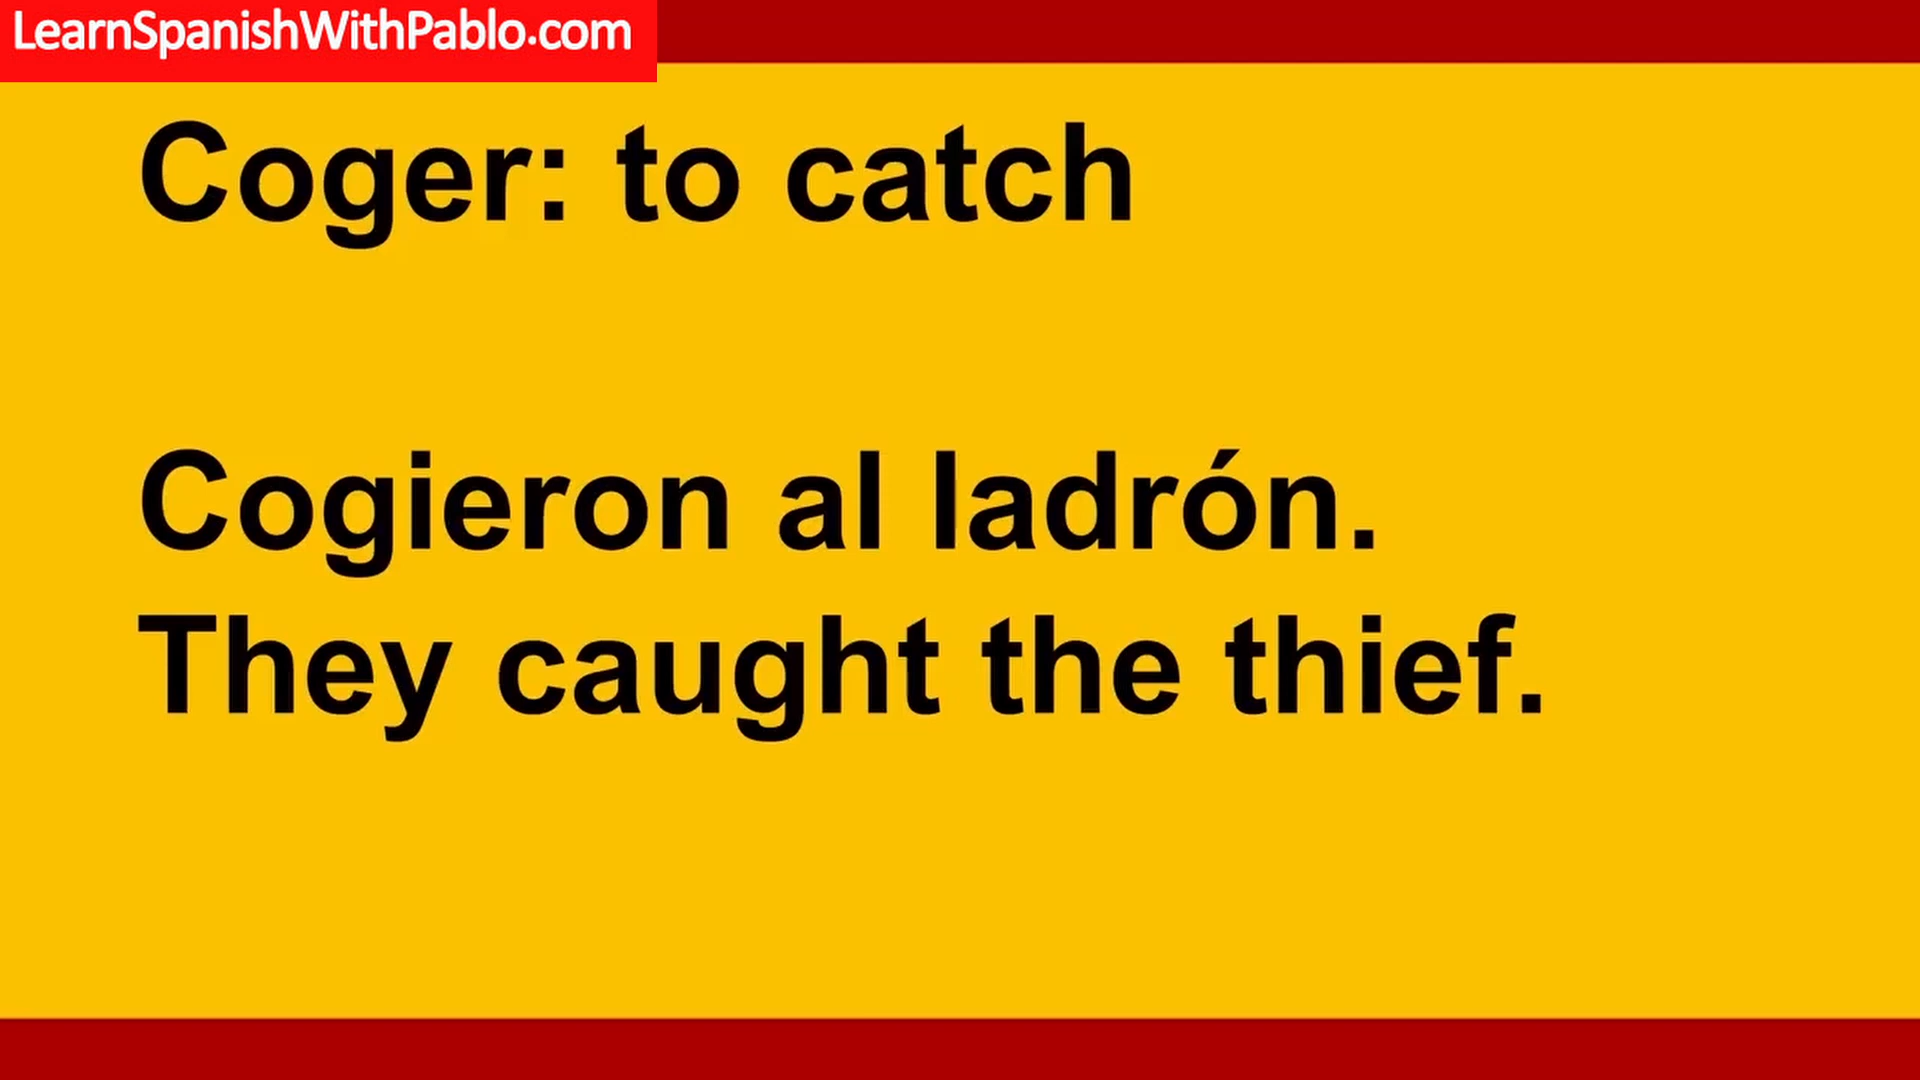 LearnSpanishWithPablo.com
Coger: to catch
Cogieron al ladrón.
They caught the thief.